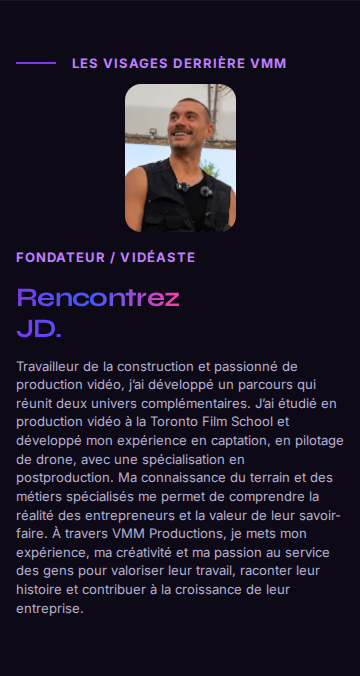 LES VISAGES DERRIÈRE VMM
FONDATEUR / VIDÉASTE
Rencontrez
JD.
Travailleur de la construction et passionné de
production vidéo, j’ai développé un parcours qui
réunit deux univers complémentaires. J’ai étudié en
production vidéo à la Toronto Film School et
développé mon expérience en captation, en pilotage
de drone, avec une spécialisation en
postproduction. Ma connaissance du terrain et des
métiers spécialisés me permet de comprendre la
réalité des entrepreneurs et la valeur de leur savoir-
faire. À travers VMM Productions, je mets mon
expérience, ma créativité et ma passion au service
des gens pour valoriser leur travail, raconter leur
histoire et contribuer à la croissance de leur
entreprise.